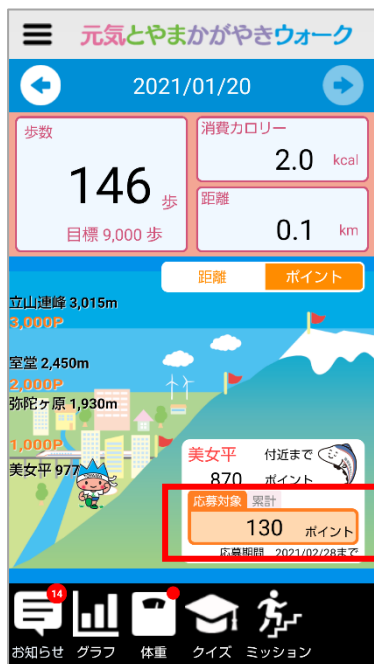 元気とやまかがやきウォーク
2021/01/20
歩数
146 歩
目標 9,000 歩
消費カロリー
2.0 kcal
距離
0.1 km
距離 ポイント
立山連峰 3,015m
3,000P
室堂 2,450m
2,000P
弥陀ヶ原 1,930m
1,000P
美女平 977
美女平 付近まで
870 ポイント
応募対象 累計
130 ポイント
応募期間 2021/02/28まで
14
お知らせ グラフ 体重 クイズ ミッション